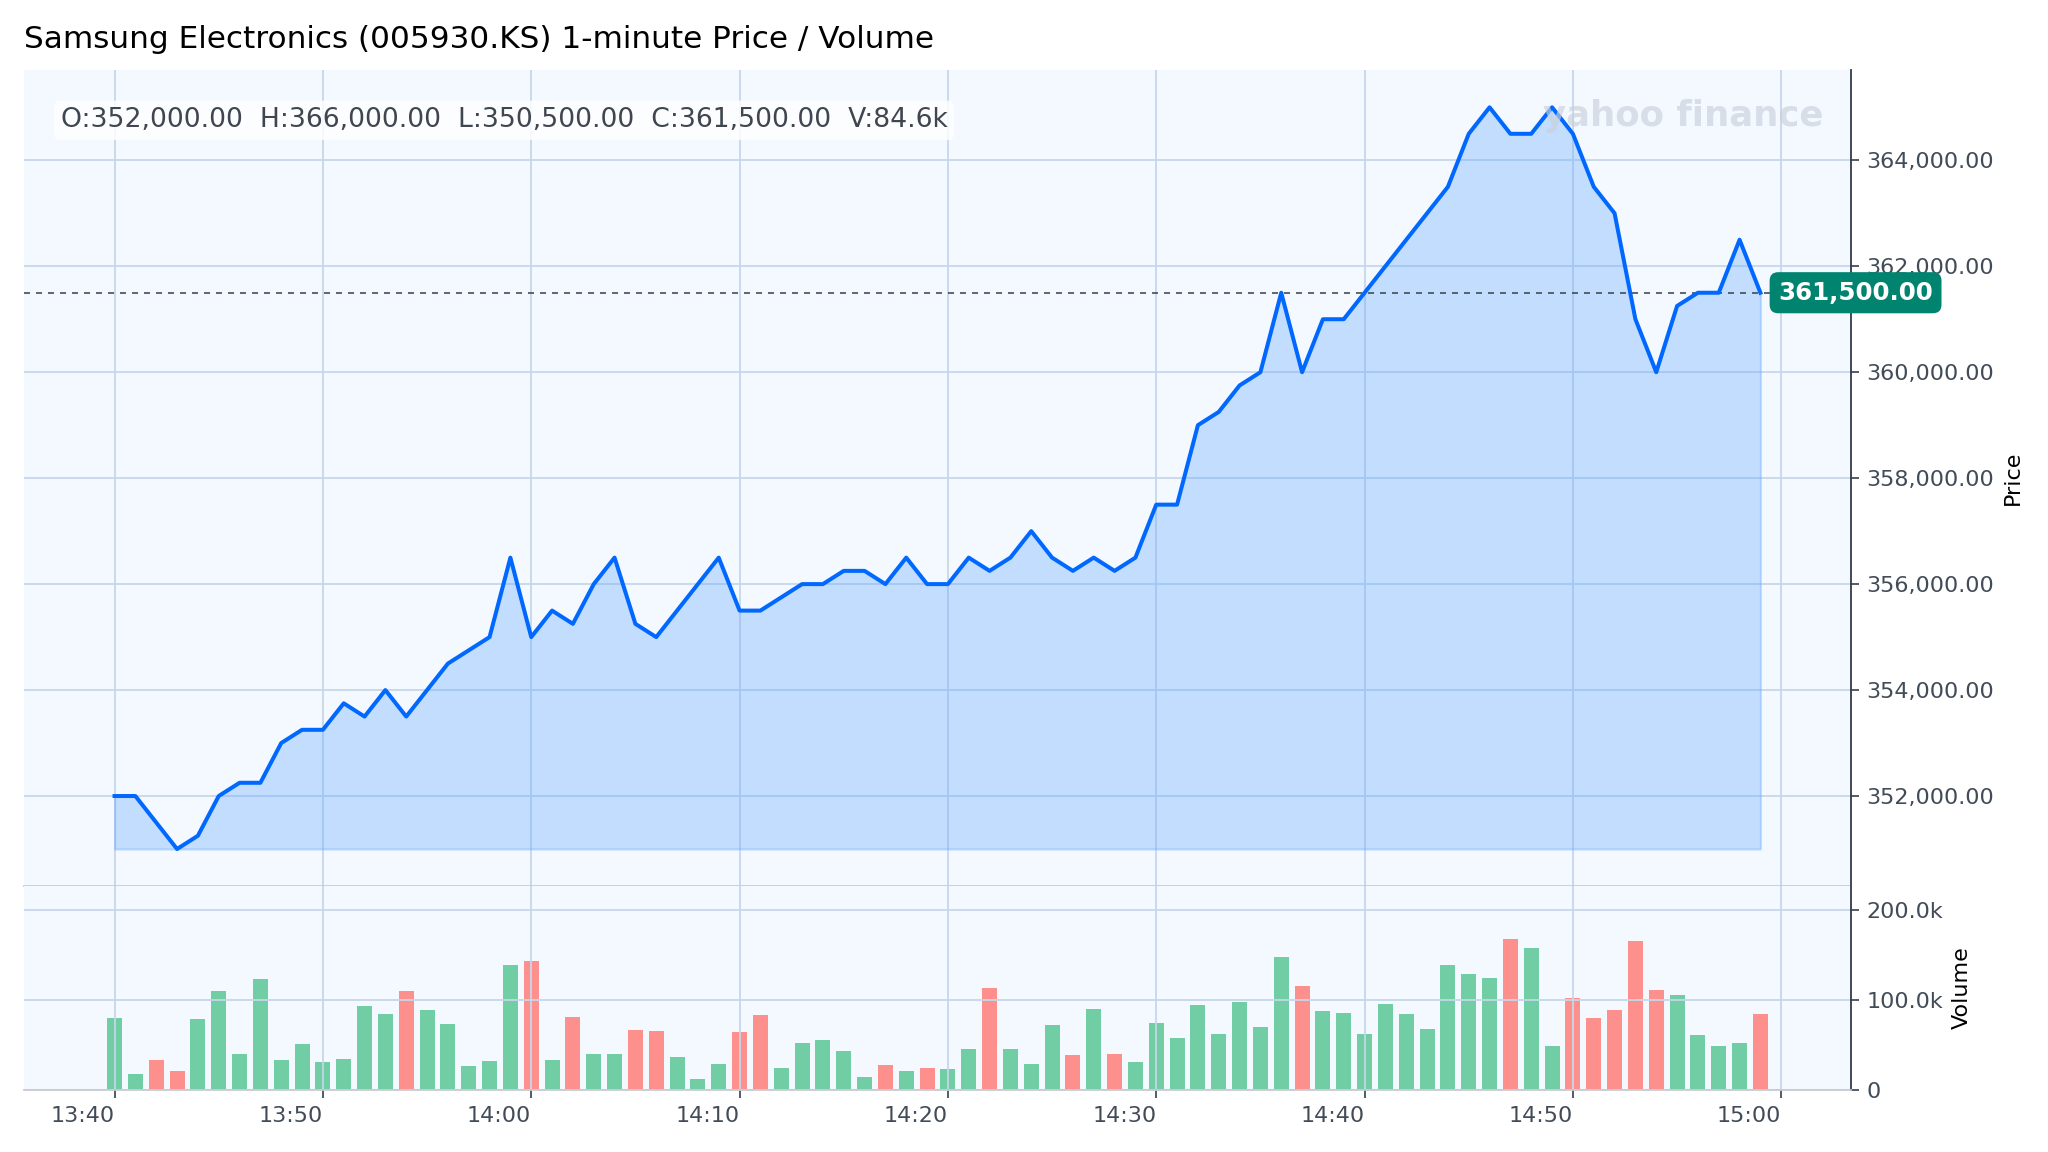 Samsung Electronics (005930.KS) 1-minute Price / Volume
O:352,000.00 H:366,000.00 L:350,500.00 C:361,500.00 V:84.6k
yahoo finance
364,000.00
362,000.00
361,500.00
360,000.00
358,000.00
356,000.00
354,000.00
352,000.00
Price
200.0k
100.0k
0
Volume
13:40 13:50 14:00 14:10 14:20 14:30 14:40 14:50 15:00